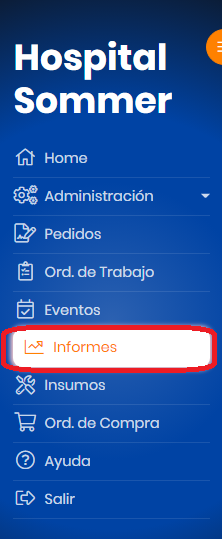 Hospital
Sommer
Home
Administración
Pedidos
Ord. de Trabajo
Eventos
Informes
Insumos
Ord. de Compra
Ayuda
Salir